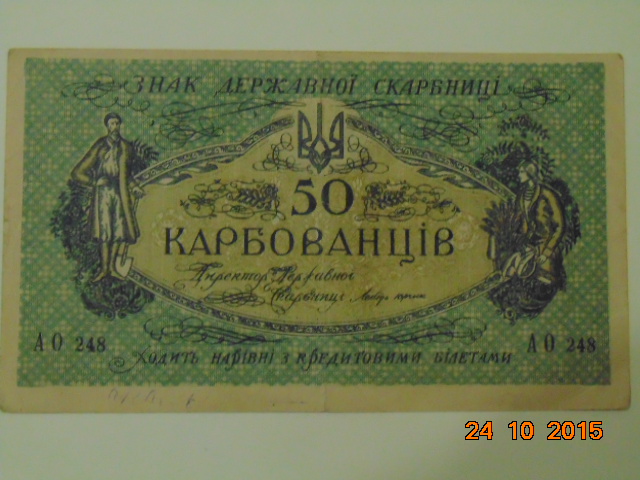 ЗНАК ДЕРЖАВНОЇ СКАРБНИЦІ
50
КАРБОВАНЦІВ
Директор Державної
Скарбниці
АО 248
АО 248
ХОДИТЬ НАРІВНІ З КРЕДИТОВИМИ БІЛЕТАМИ
24 10 2015